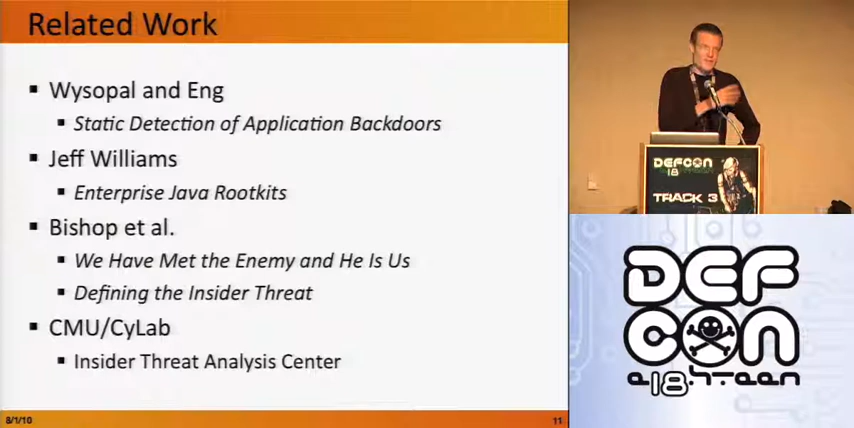 Related Work
Wysopal and Eng
Static Detection of Application Backdoors
Jeff Williams
Enterprise Java Rootkits
Bishop et al.
We Have Met the Enemy and He Is Us
Defining the Insider Threat
CMU/CyLab
Insider Threat Analysis Center
8/1/10
11
DEFCON
18
TRACK 3
DEF
CON
e18.h-teen